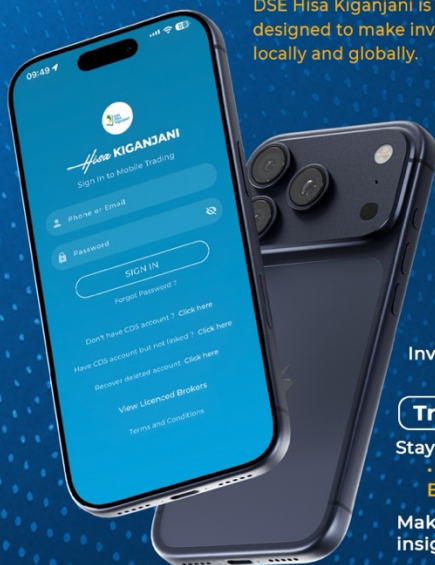 DSE Hisa Kiganjani is
designed to make inv
locally and globally.
09:49
Hisa KIGANJANI
Sign In to Mobile Trading
Phone or Email
Password
SIGN IN
Forgot Password ?
Don't have CDS account ? Click here
Have CDS account but not linked ? Click here
Recover deleted account Click here
View Licenced Brokers
Terms and Conditions
Inv
Tr
Stay
E
Mak
insig